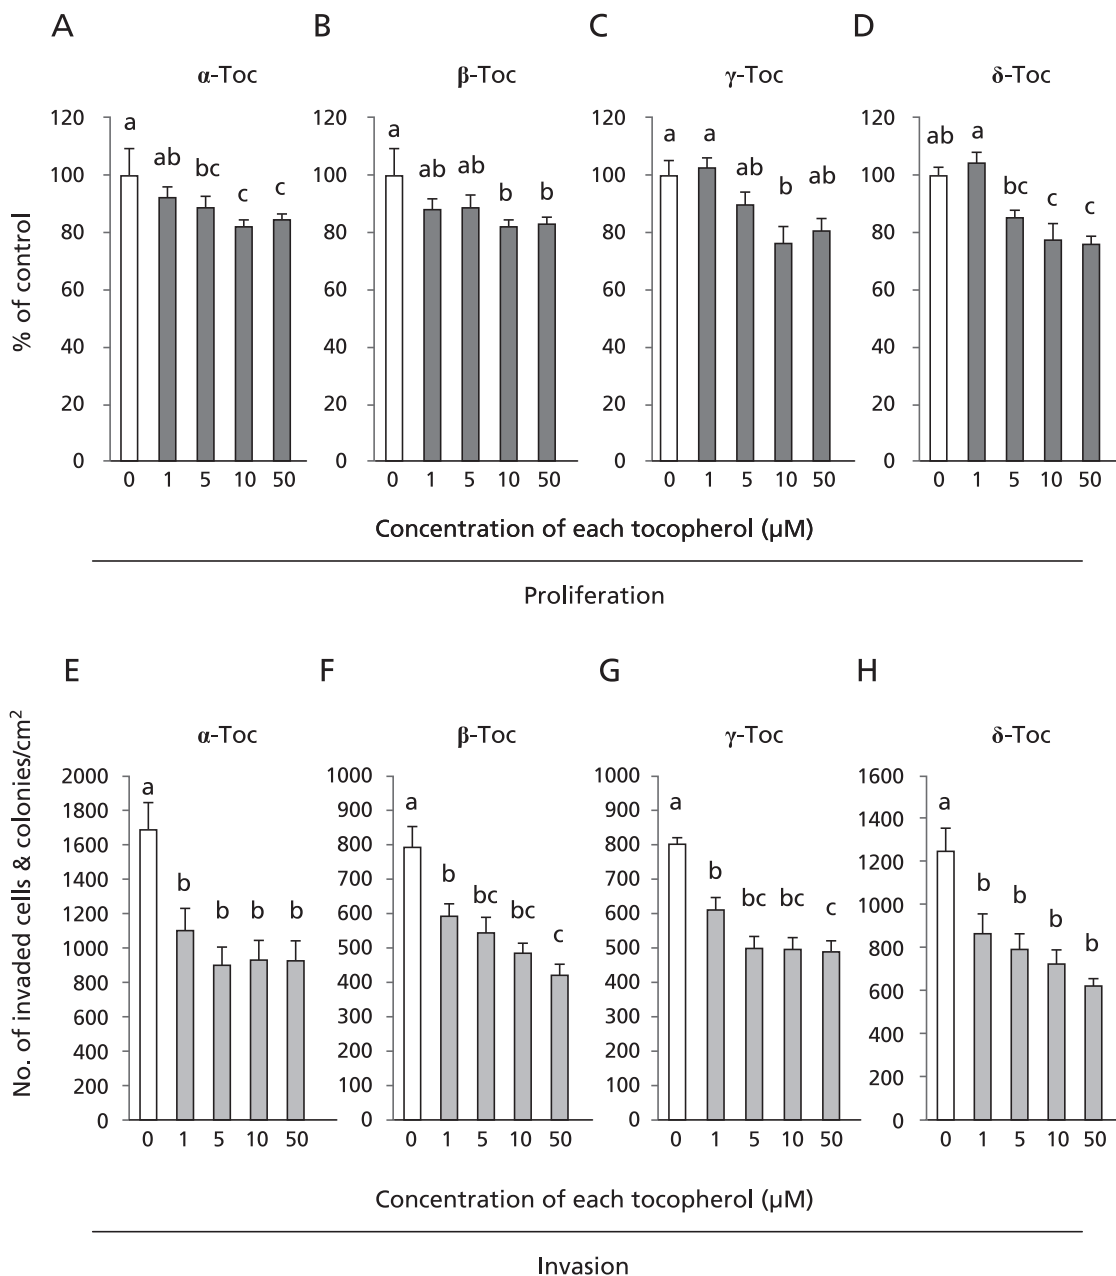 A B C D
α-Toc β-Toc γ-Toc δ-Toc
% of control
120
100
80
60
40
20
0
a ab bc c c
0 1 5 10 50
120
100
80
60
40
20
0
a ab ab b b
0 1 5 10 50
120
100
80
60
40
20
0
a a ab b ab
0 1 5 10 50
120
100
80
60
40
20
0
ab a bc c c
0 1 5 10 50
Concentration of each tocopherol (µM)
Proliferation
E F G H
α-Toc β-Toc γ-Toc δ-Toc
No. of invaded cells & colonies/cm²
2000
1800
1600
1400
1200
1000
800
600
400
200
0
a b b b b
0 1 5 10 50
1000
900
800
700
600
500
400
300
200
100
0
a b bc bc c
0 1 5 10 50
1000
900
800
700
600
500
400
300
200
100
0
a b bc bc c
0 1 5 10 50
1600
1400
1200
1000
800
600
400
200
0
a b b b b
0 1 5 10 50
Concentration of each tocopherol (µM)
Invasion